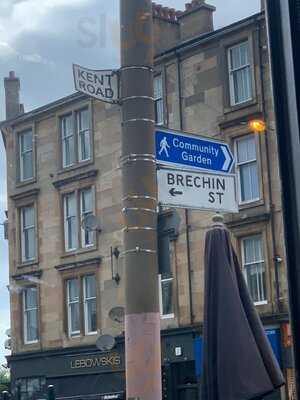 KENT
ROAD
Community
Garden
BRECHIN
ST
LEBOWSKIS